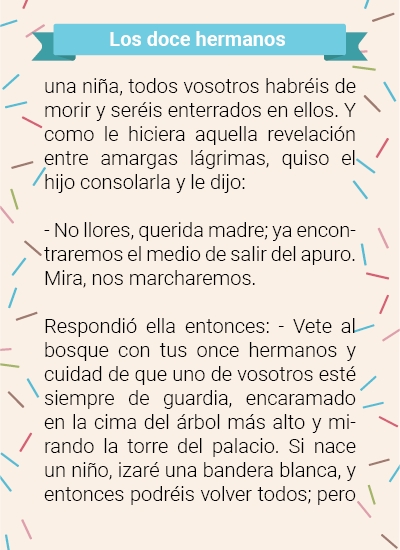 Los doce hermanos
una niña, todos vosotros habréis de
morir y seréis enterrados en ellos. Y
como le hiciera aquella revelación
entre amargas lágrimas, quiso el
hijo consolarla y le dijo:
- No llores, querida madre; ya encon-
traremos el medio de salir del apuro.
Mira, nos marcharemos.
Respondió ella entonces: - Vete al
bosque con tus once hermanos y
cuidad de que uno de vosotros esté
siempre de guardia, encaramado
en la cima del árbol más alto y mi-
rando la torre del palacio. Si nace
un niño, izaré una bandera blanca, y
entonces podréis volver todos; pero